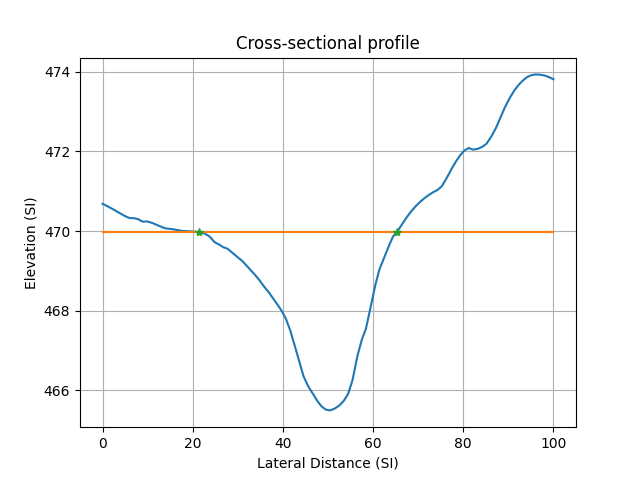 Cross-sectional profile
Elevation (SI)
474
472
470
468
466
0 20 40 60 80 100
Lateral Distance (SI)